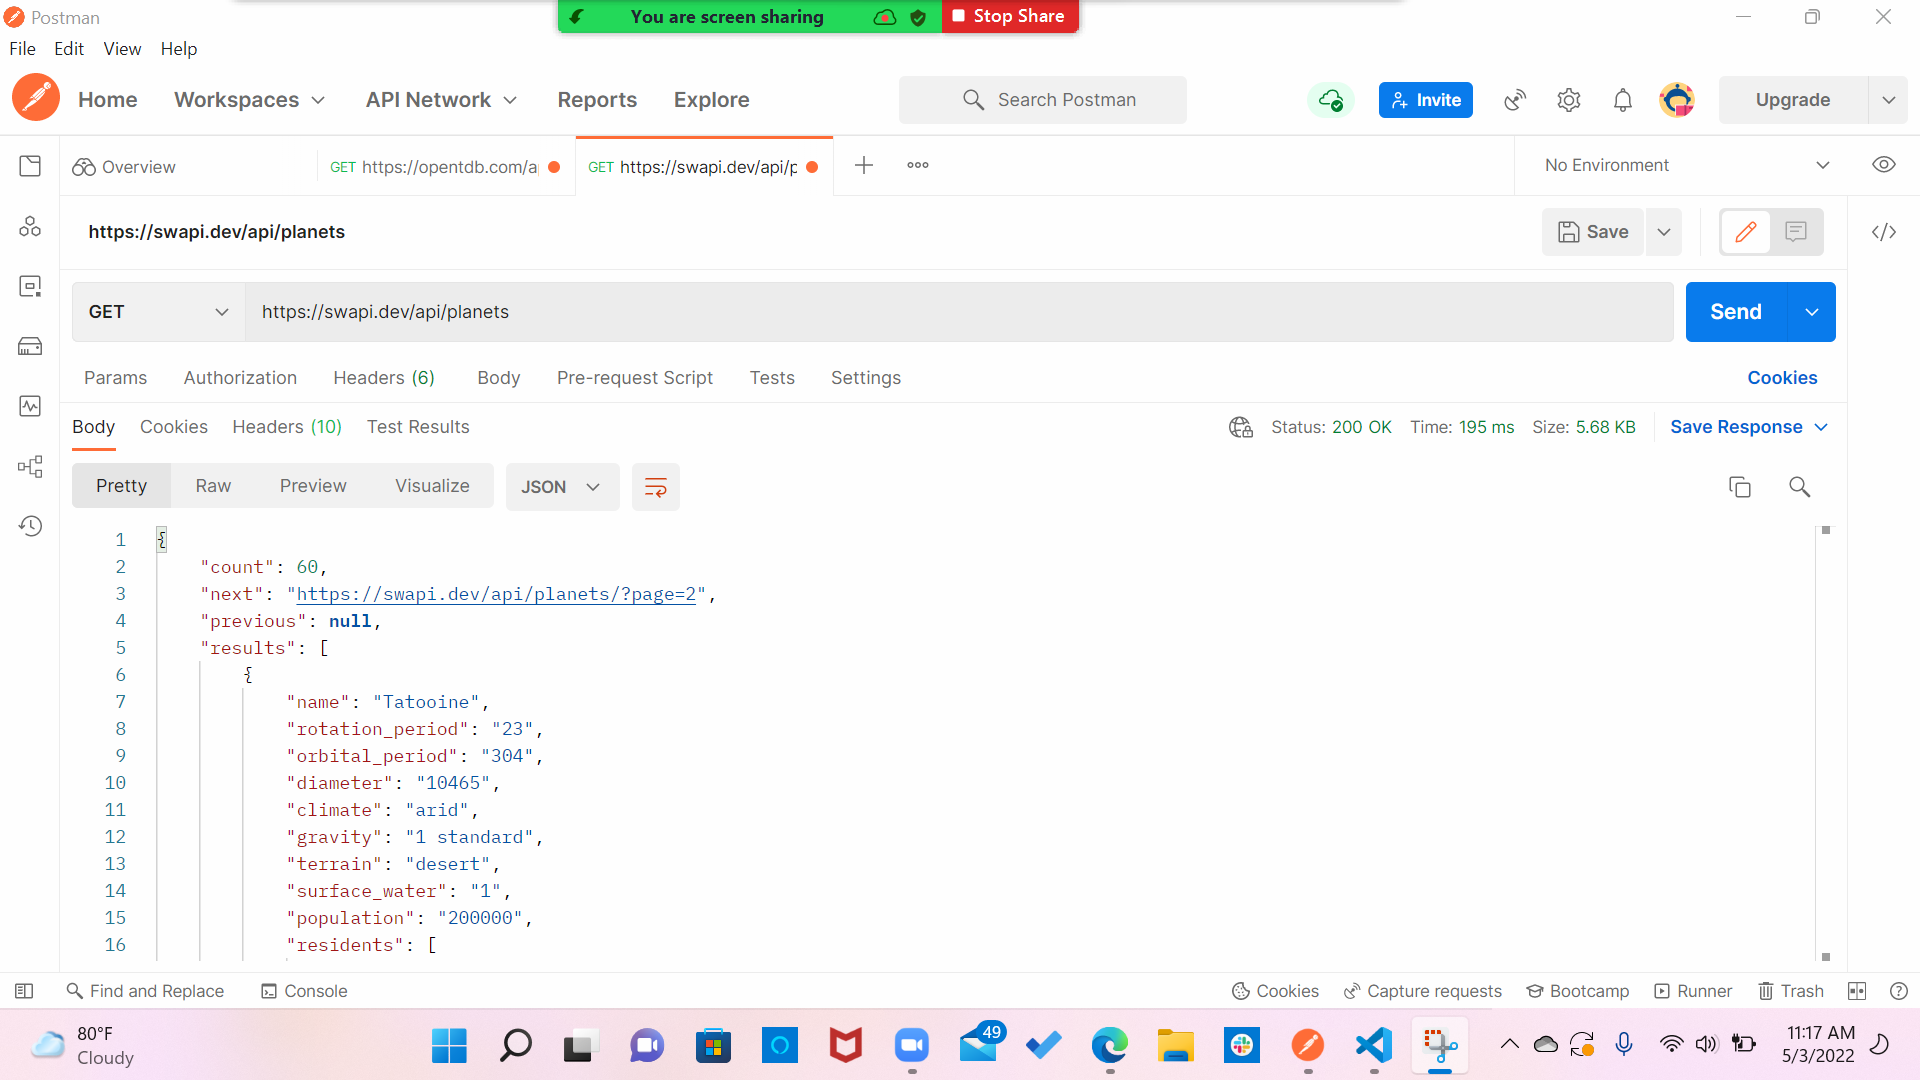 Postman
You are screen sharing
Stop Share
File Edit View Help
Home Workspaces API Network Reports Explore
Search Postman
Invite
Upgrade
Overview
GET https://opentdb.com/a
GET https://swapi.dev/api/p
No Environment
https://swapi.dev/api/planets
Save
GET https://swapi.dev/api/planets
Send
Params Authorization Headers (6) Body Pre-request Script Tests Settings
Cookies
Body Cookies Headers (10) Test Results
Status: 200 OK Time: 195 ms Size: 5.68 KB Save Response
Pretty Raw Preview Visualize JSON
1 {
2 "count": 60,
3 "next": "https://swapi.dev/api/planets/?page=2",
4 "previous": null,
5 "results": [
6 {
7 "name": "Tatooine",
8 "rotation_period": "23",
9 "orbital_period": "304",
10 "diameter": "10465",
11 "climate": "arid",
12 "gravity": "1 standard",
13 "terrain": "desert",
14 "surface_water": "1",
15 "population": "200000",
16 "residents": [
Find and Replace Console
Cookies Capture requests Bootcamp Runner Trash
80°F
Cloudy
49
11:17 AM
5/3/2022